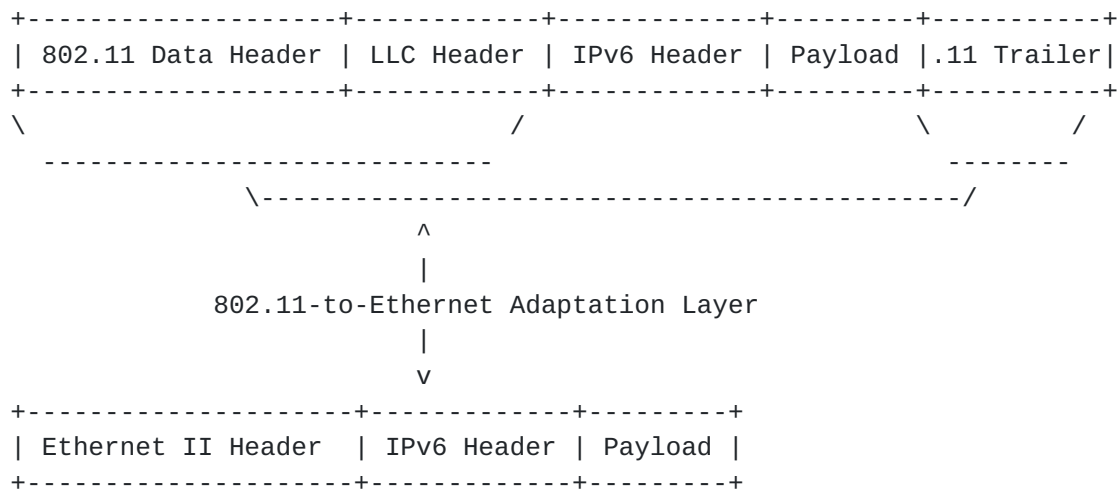 +--------------------+------------+-------------+---------+-----------+
| 802.11 Data Header | LLC Header | IPv6 Header | Payload |.11 Trailer|
+--------------------+------------+-------------+---------+-----------+
\                               /                         \         /
  -----------------------------                             --------
               \---------------------------------------------/
                          ^
                          |
             802.11-to-Ethernet Adaptation Layer
                          |
                          v
+---------------------+-------------+---------+
| Ethernet II Header  | IPv6 Header | Payload |
+---------------------+-------------+---------+